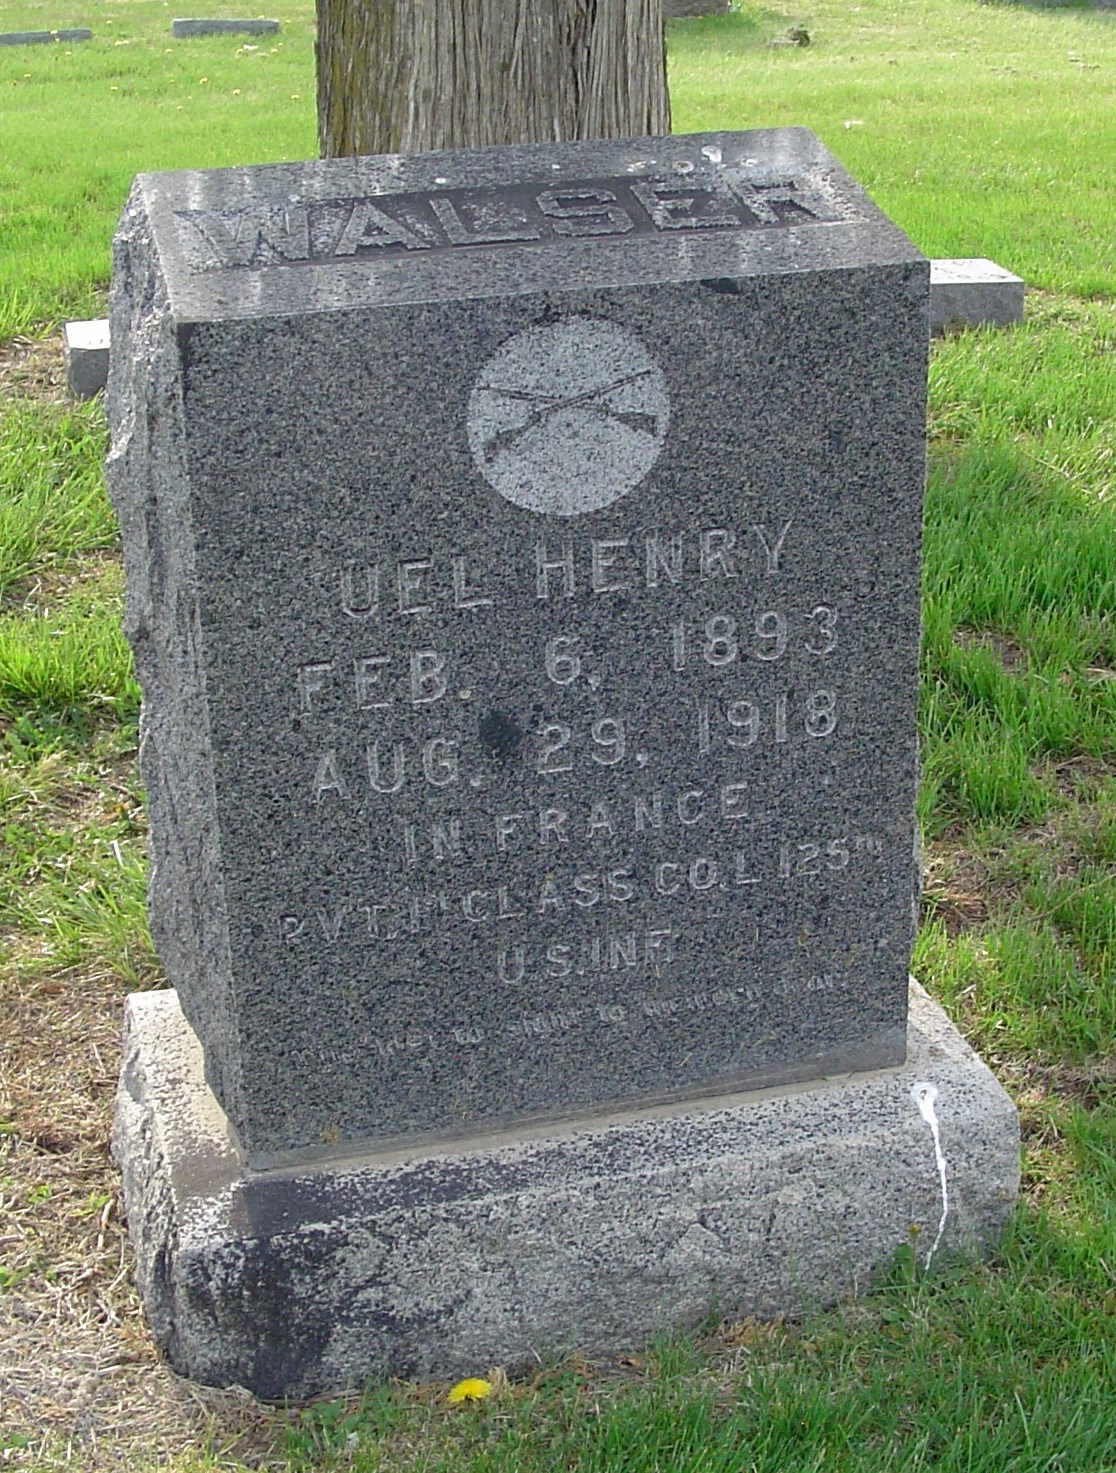 WALSER
UEL HENRY
FEB. 6, 1893
AUG. 29, 1918
IN FRANCE
PVT. 1ST CLASS CO. L 125TH
U.S. INF.